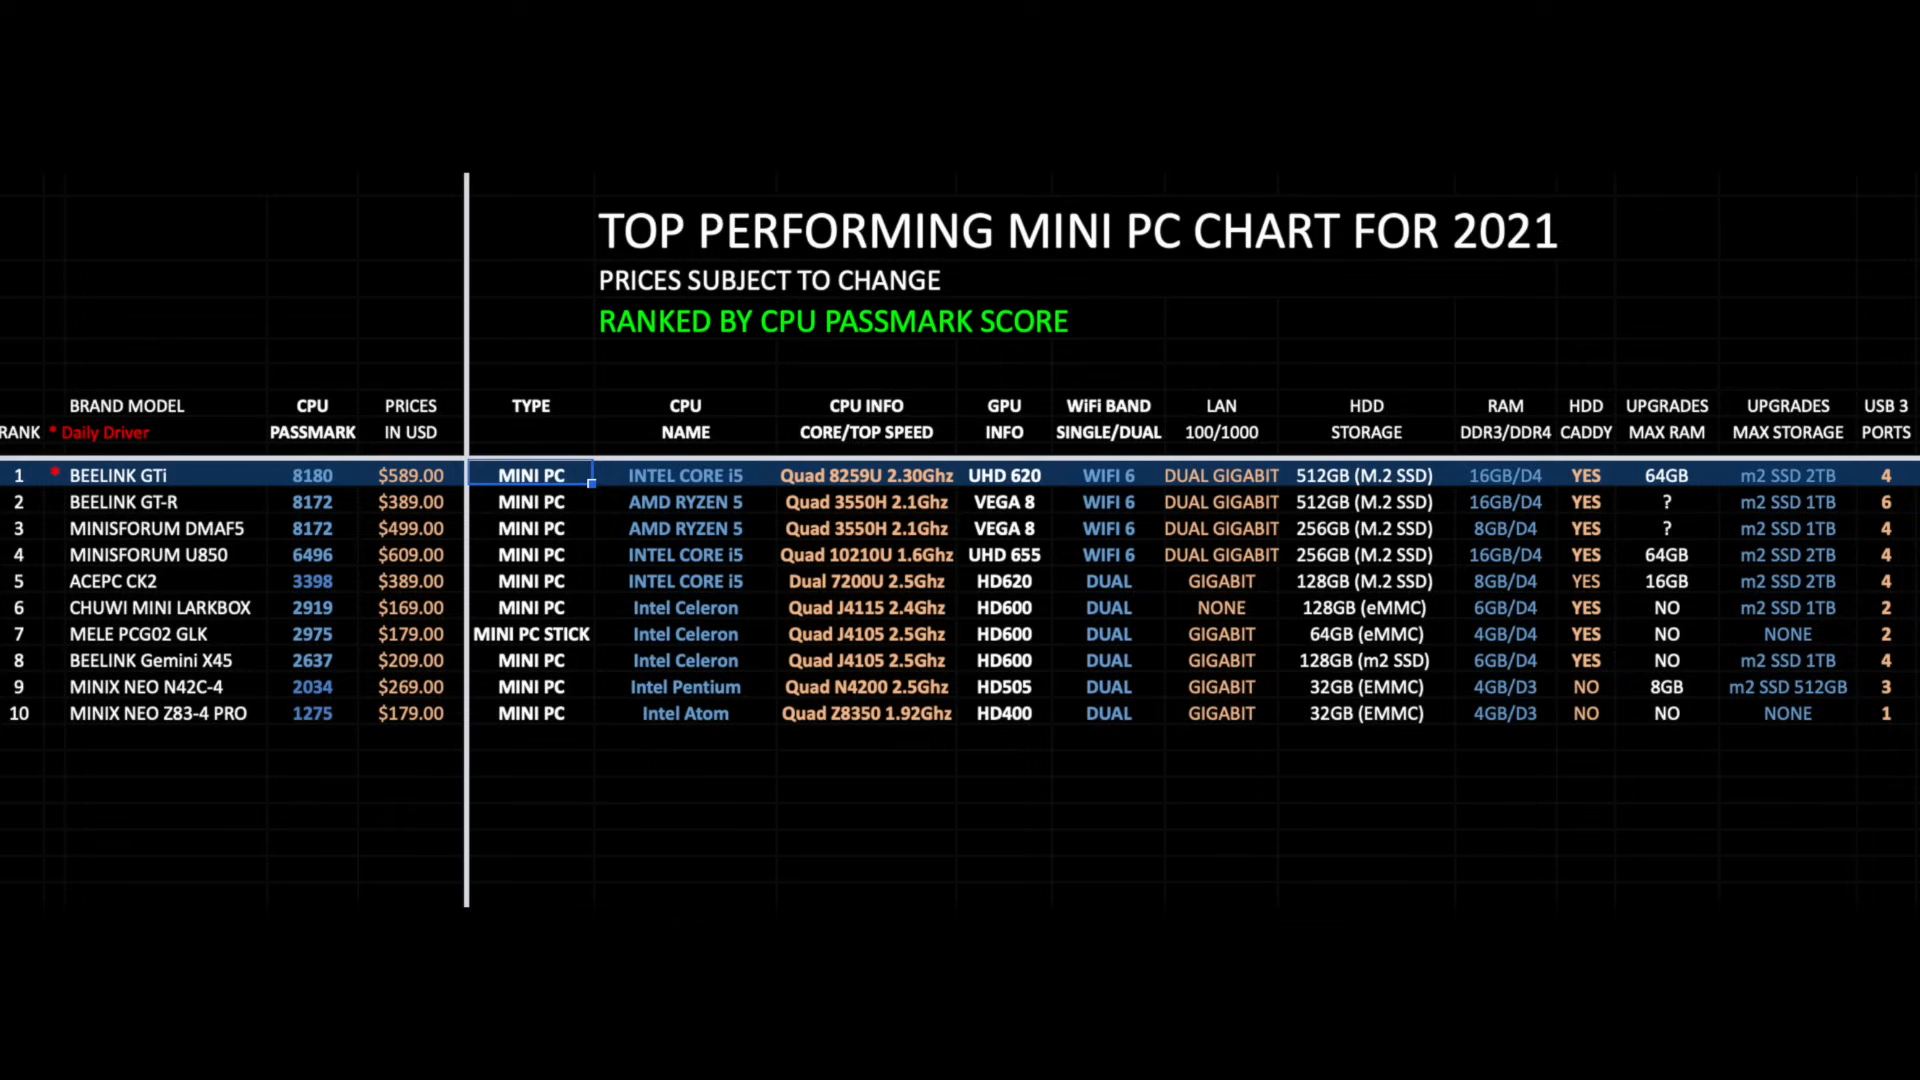 TOP PERFORMING MINI PC CHART FOR 2021
PRICES SUBJECT TO CHANGE
RANKED BY CPU PASSMARK SCORE
BRAND MODEL CPU PRICES TYPE CPU CPU INFO GPU WiFi BAND LAN HDD RAM HDD UPGRADES UPGRADES USB 3
RANK * Daily Driver PASSMARK IN USD NAME CORE/TOP SPEED INFO SINGLE/DUAL 100/1000 STORAGE DDR3/DDR4 CADDY MAX RAM MAX STORAGE PORTS
1 * BEELINK GTi 8180 $589.00 MINI PC INTEL CORE i5 Quad 8259U 2.30Ghz UHD 620 WIFI 6 DUAL GIGABIT 512GB (M.2 SSD) 16GB/D4 YES 64GB m2 SSD 2TB 4
2 BEELINK GT-R 8172 $389.00 MINI PC AMD RYZEN 5 Quad 3550H 2.1Ghz VEGA 8 WIFI 6 DUAL GIGABIT 512GB (M.2 SSD) 16GB/D4 YES ? m2 SSD 1TB 6
3 MINISFORUM DMAF5 8172 $499.00 MINI PC AMD RYZEN 5 Quad 3550H 2.1Ghz VEGA 8 WIFI 6 DUAL GIGABIT 256GB (M.2 SSD) 8GB/D4 YES ? m2 SSD 1TB 4
4 MINISFORUM U850 6496 $609.00 MINI PC INTEL CORE i5 Quad 10210U 1.6Ghz UHD 655 WIFI 6 DUAL GIGABIT 256GB (M.2 SSD) 16GB/D4 YES 64GB m2 SSD 2TB 4
5 ACEPC CK2 3398 $389.00 MINI PC INTEL CORE i5 Dual 7200U 2.5Ghz HD620 DUAL GIGABIT 128GB (M.2 SSD) 8GB/D4 YES 16GB m2 SSD 2TB 4
6 CHUWI MINI LARKBOX 2919 $169.00 MINI PC Intel Celeron Quad J4115 2.4Ghz HD600 DUAL NONE 128GB (eMMC) 6GB/D4 YES NO m2 SSD 1TB 2
7 MELE PCG02 GLK 2975 $179.00 MINI PC STICK Intel Celeron Quad J4105 2.5Ghz HD600 DUAL GIGABIT 64GB (eMMC) 4GB/D4 YES NO NONE 2
8 BEELINK Gemini X45 2637 $209.00 MINI PC Intel Celeron Quad J4105 2.5Ghz HD600 DUAL GIGABIT 128GB (m2 SSD) 6GB/D4 YES NO m2 SSD 1TB 4
9 MINIX NEO N42C-4 2034 $269.00 MINI PC Intel Pentium Quad N4200 2.5Ghz HD505 DUAL GIGABIT 32GB (EMMC) 4GB/D3 NO 8GB m2 SSD 512GB 3
10 MINIX NEO Z83-4 PRO 1275 $179.00 MINI PC Intel Atom Quad Z8350 1.92Ghz HD400 DUAL GIGABIT 32GB (EMMC) 4GB/D3 NO NO NONE 1